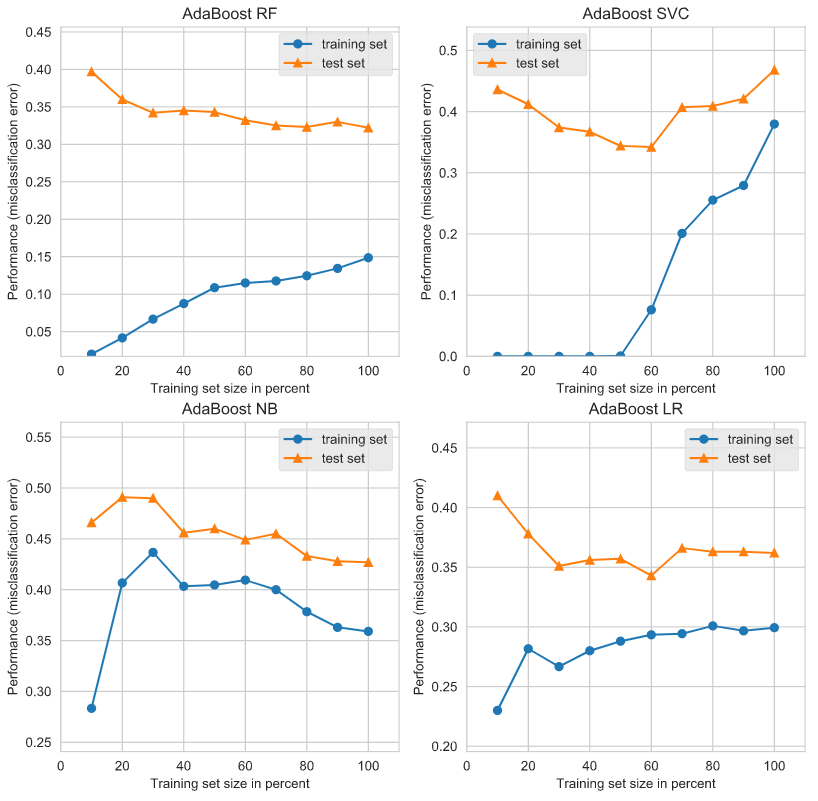 AdaBoost RF
training set
test set
0.45
0.40
0.35
0.30
0.25
0.20
0.15
0.10
0.05
Performance (misclassification error)
0
20
40
60
80
100
Training set size in percent
AdaBoost SVC
training set
test set
0.5
0.4
0.3
0.2
0.1
0.0
Performance (misclassification error)
0
20
40
60
80
100
Training set size in percent
AdaBoost NB
training set
test set
0.55
0.50
0.45
0.40
0.35
0.30
0.25
Performance (misclassification error)
0
20
40
60
80
100
Training set size in percent
AdaBoost LR
training set
test set
0.45
0.40
0.35
0.30
0.25
0.20
Performance (misclassification error)
0
20
40
60
80
100
Training set size in percent